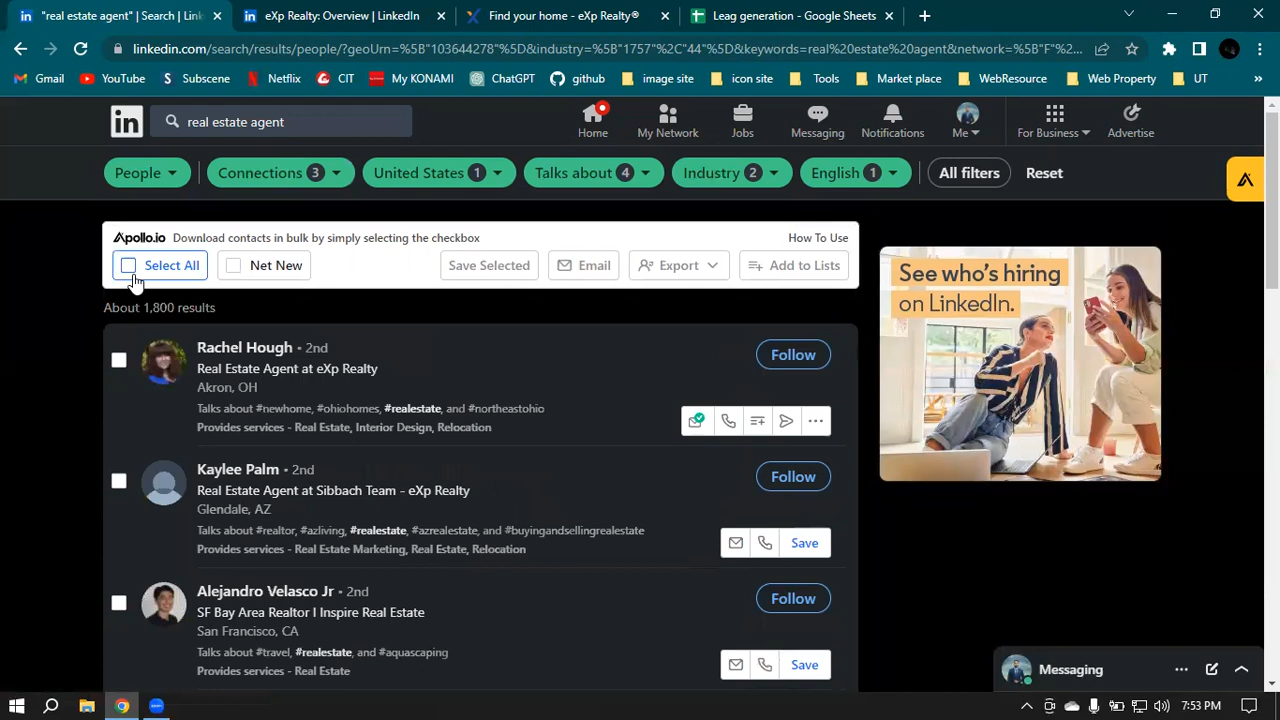 "real estate agent" | Search | Link
eXp Realty: Overview | LinkedIn
Find your home - eXp Realty®
Leag generation - Google Sheets
linkedin.com/search/results/people/?geoUrn=%5B"103644278"%5D&industry=%5B"1757"%2C"44"%5D&keywords=real%20estate%20agent&network=%5B"F"%2C...
Gmail
YouTube
Subscene
Netflix
CIT
My KONAMI
ChatGPT
github
image site
icon site
Tools
Market place
WebResource
Web Property
UT
»
in
real estate agent
Home
My Network
Jobs
Messaging
Notifications
Me
For Business
Advertise
People
Connections 3
United States 1
Talks about 4
Industry 2
English 1
All filters
Reset
Apollo.io Download contacts in bulk by simply selecting the checkbox
How To Use
Select All
Net New
Save Selected
Email
Export
Add to Lists
About 1,800 results
Rachel Hough • 2nd
Real Estate Agent at eXp Realty
Akron, OH
Talks about #newhome, #ohiohomes, #realestate, and #northeastohio
Provides services - Real Estate, Interior Design, Relocation
Follow
Kaylee Palm • 2nd
Real Estate Agent at Sibbach Team - eXp Realty
Glendale, AZ
Talks about #realtor, #azliving, #realestate, #azrealestate, and #buyingandsellingrealestate
Provides services - Real Estate Marketing, Real Estate, Relocation
Follow
Save
Alejandro Velasco Jr • 2nd
SF Bay Area Realtor I Inspire Real Estate
San Francisco, CA
Talks about #travel, #realestate, and #aquascaping
Provides services - Real Estate
Follow
Save
See who's hiring
on LinkedIn.
Messaging
7:53 PM